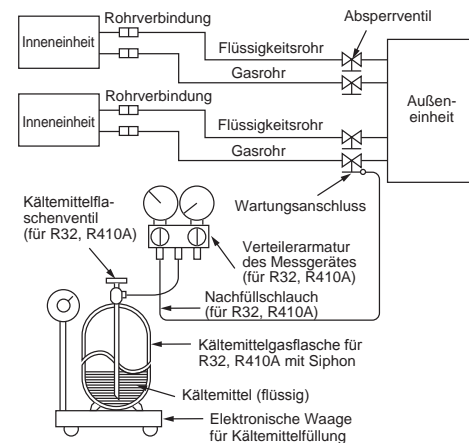 Rohrverbindung
Absperrventil
Inneneinheit
Flüssigkeitsrohr
Gasrohr
Rohrverbindung
Inneneinheit
Außen-
einheit
Flüssigkeitsrohr
Gasrohr
Kältemittelfla-
schenventil
(für R32, R410A)
Wartungsanschluss
Verteilerarmatur
des Messgerätes
(für R32, R410A)
Nachfüllschlauch
(für R32, R410A)
Kältemittelgasflasche für
R32, R410A mit Siphon
Kältemittel (flüssig)
Elektronische Waage
für Kältemittelfüllung